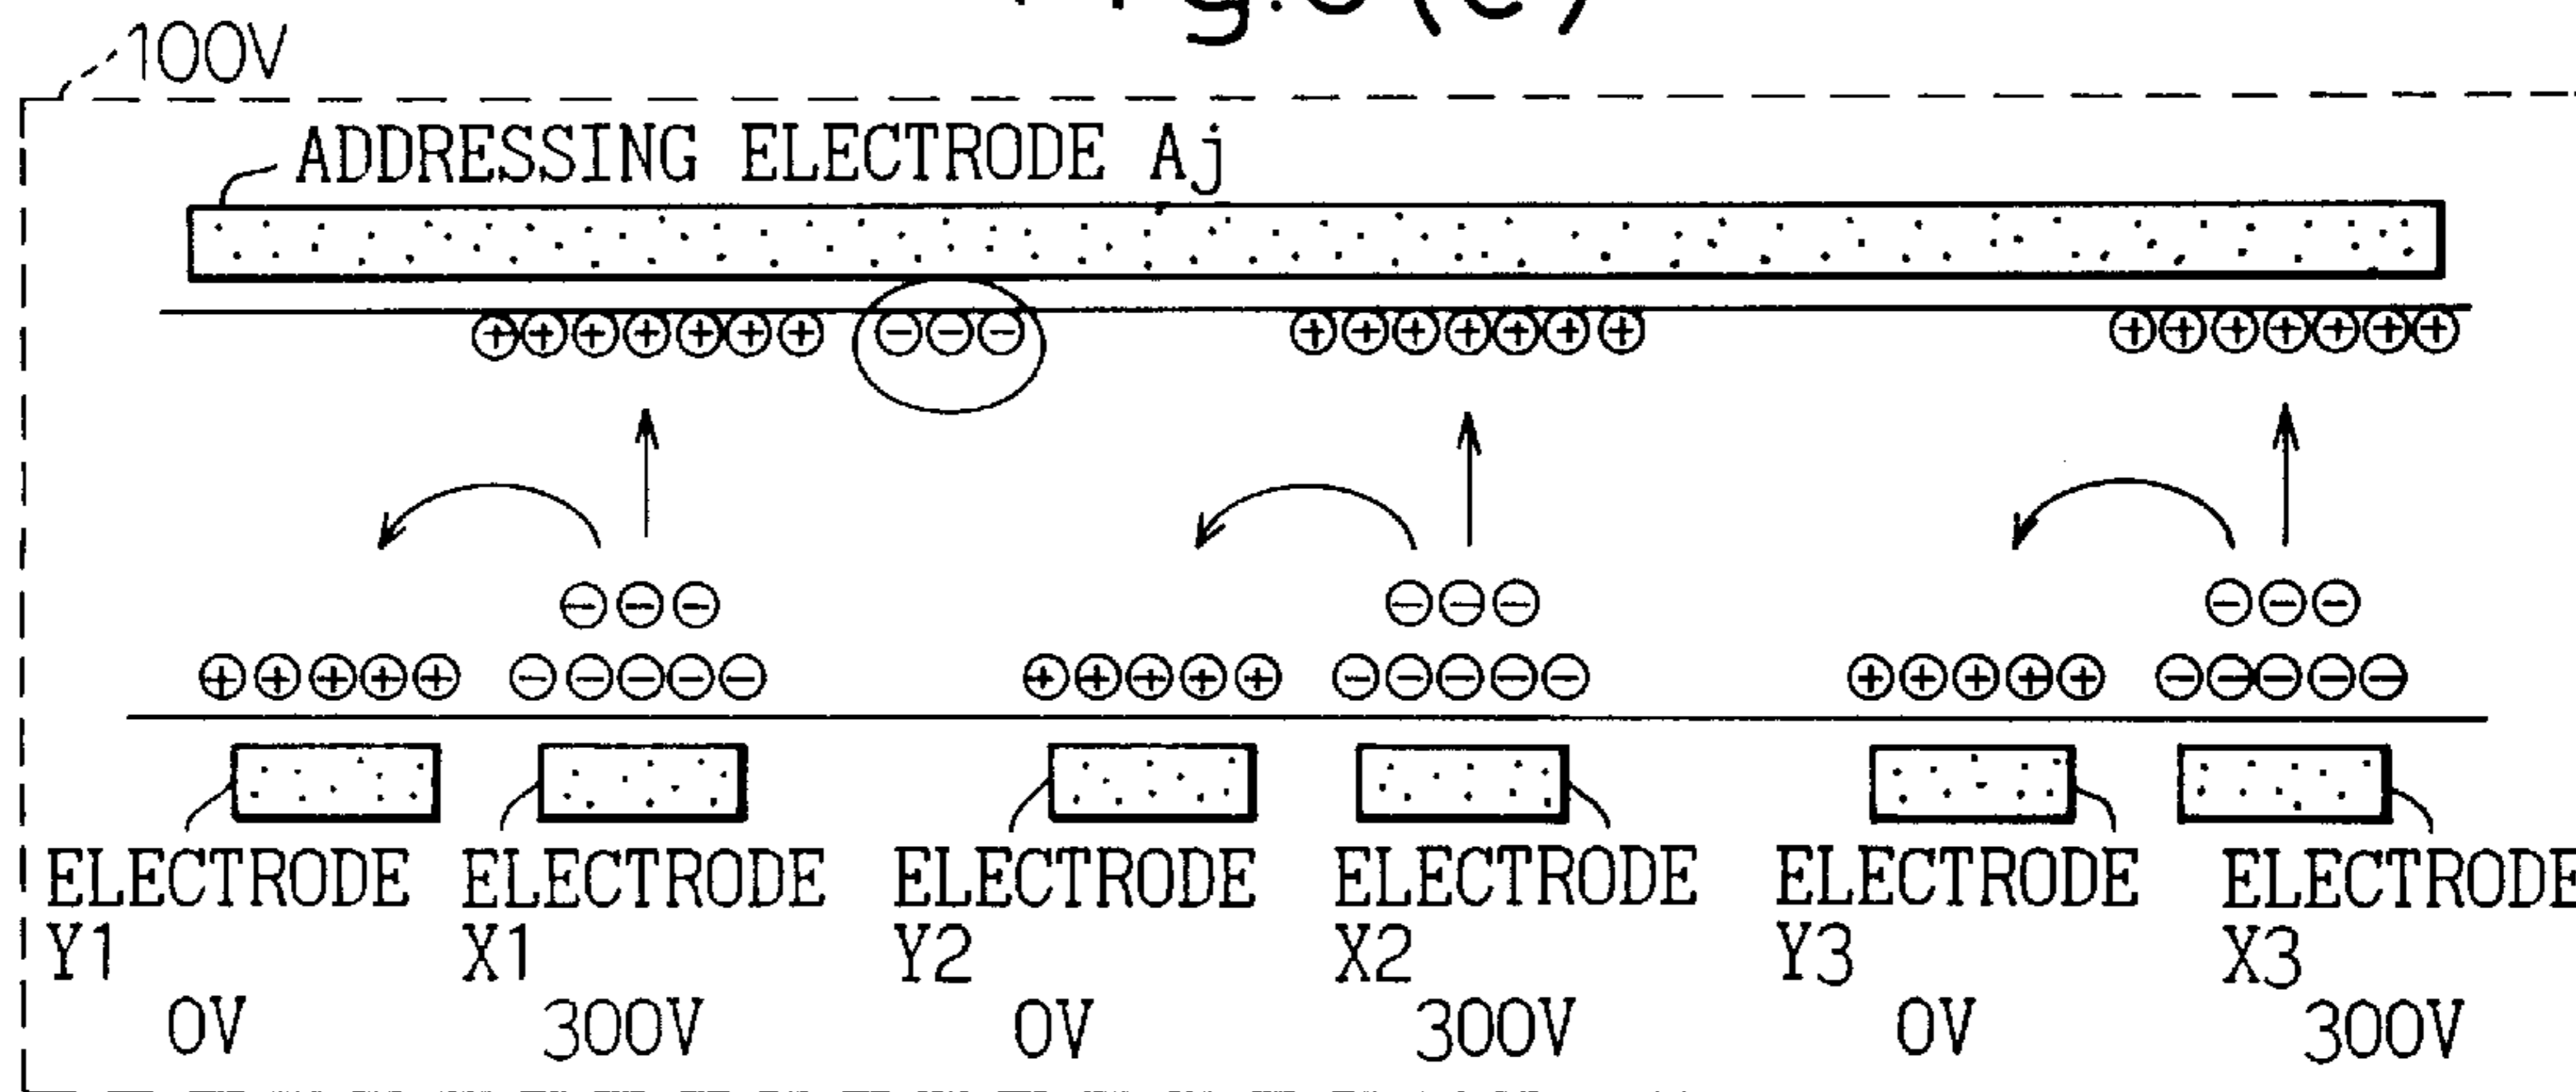 100V
ADDRESSING ELECTRODE Aj
ELECTRODE ELECTRODE ELECTRODE ELECTRODE ELECTRODE ELECTRODE
Y1 X1 Y2 X2 Y3 X3
0V 300V 0V 300V 0V 300V